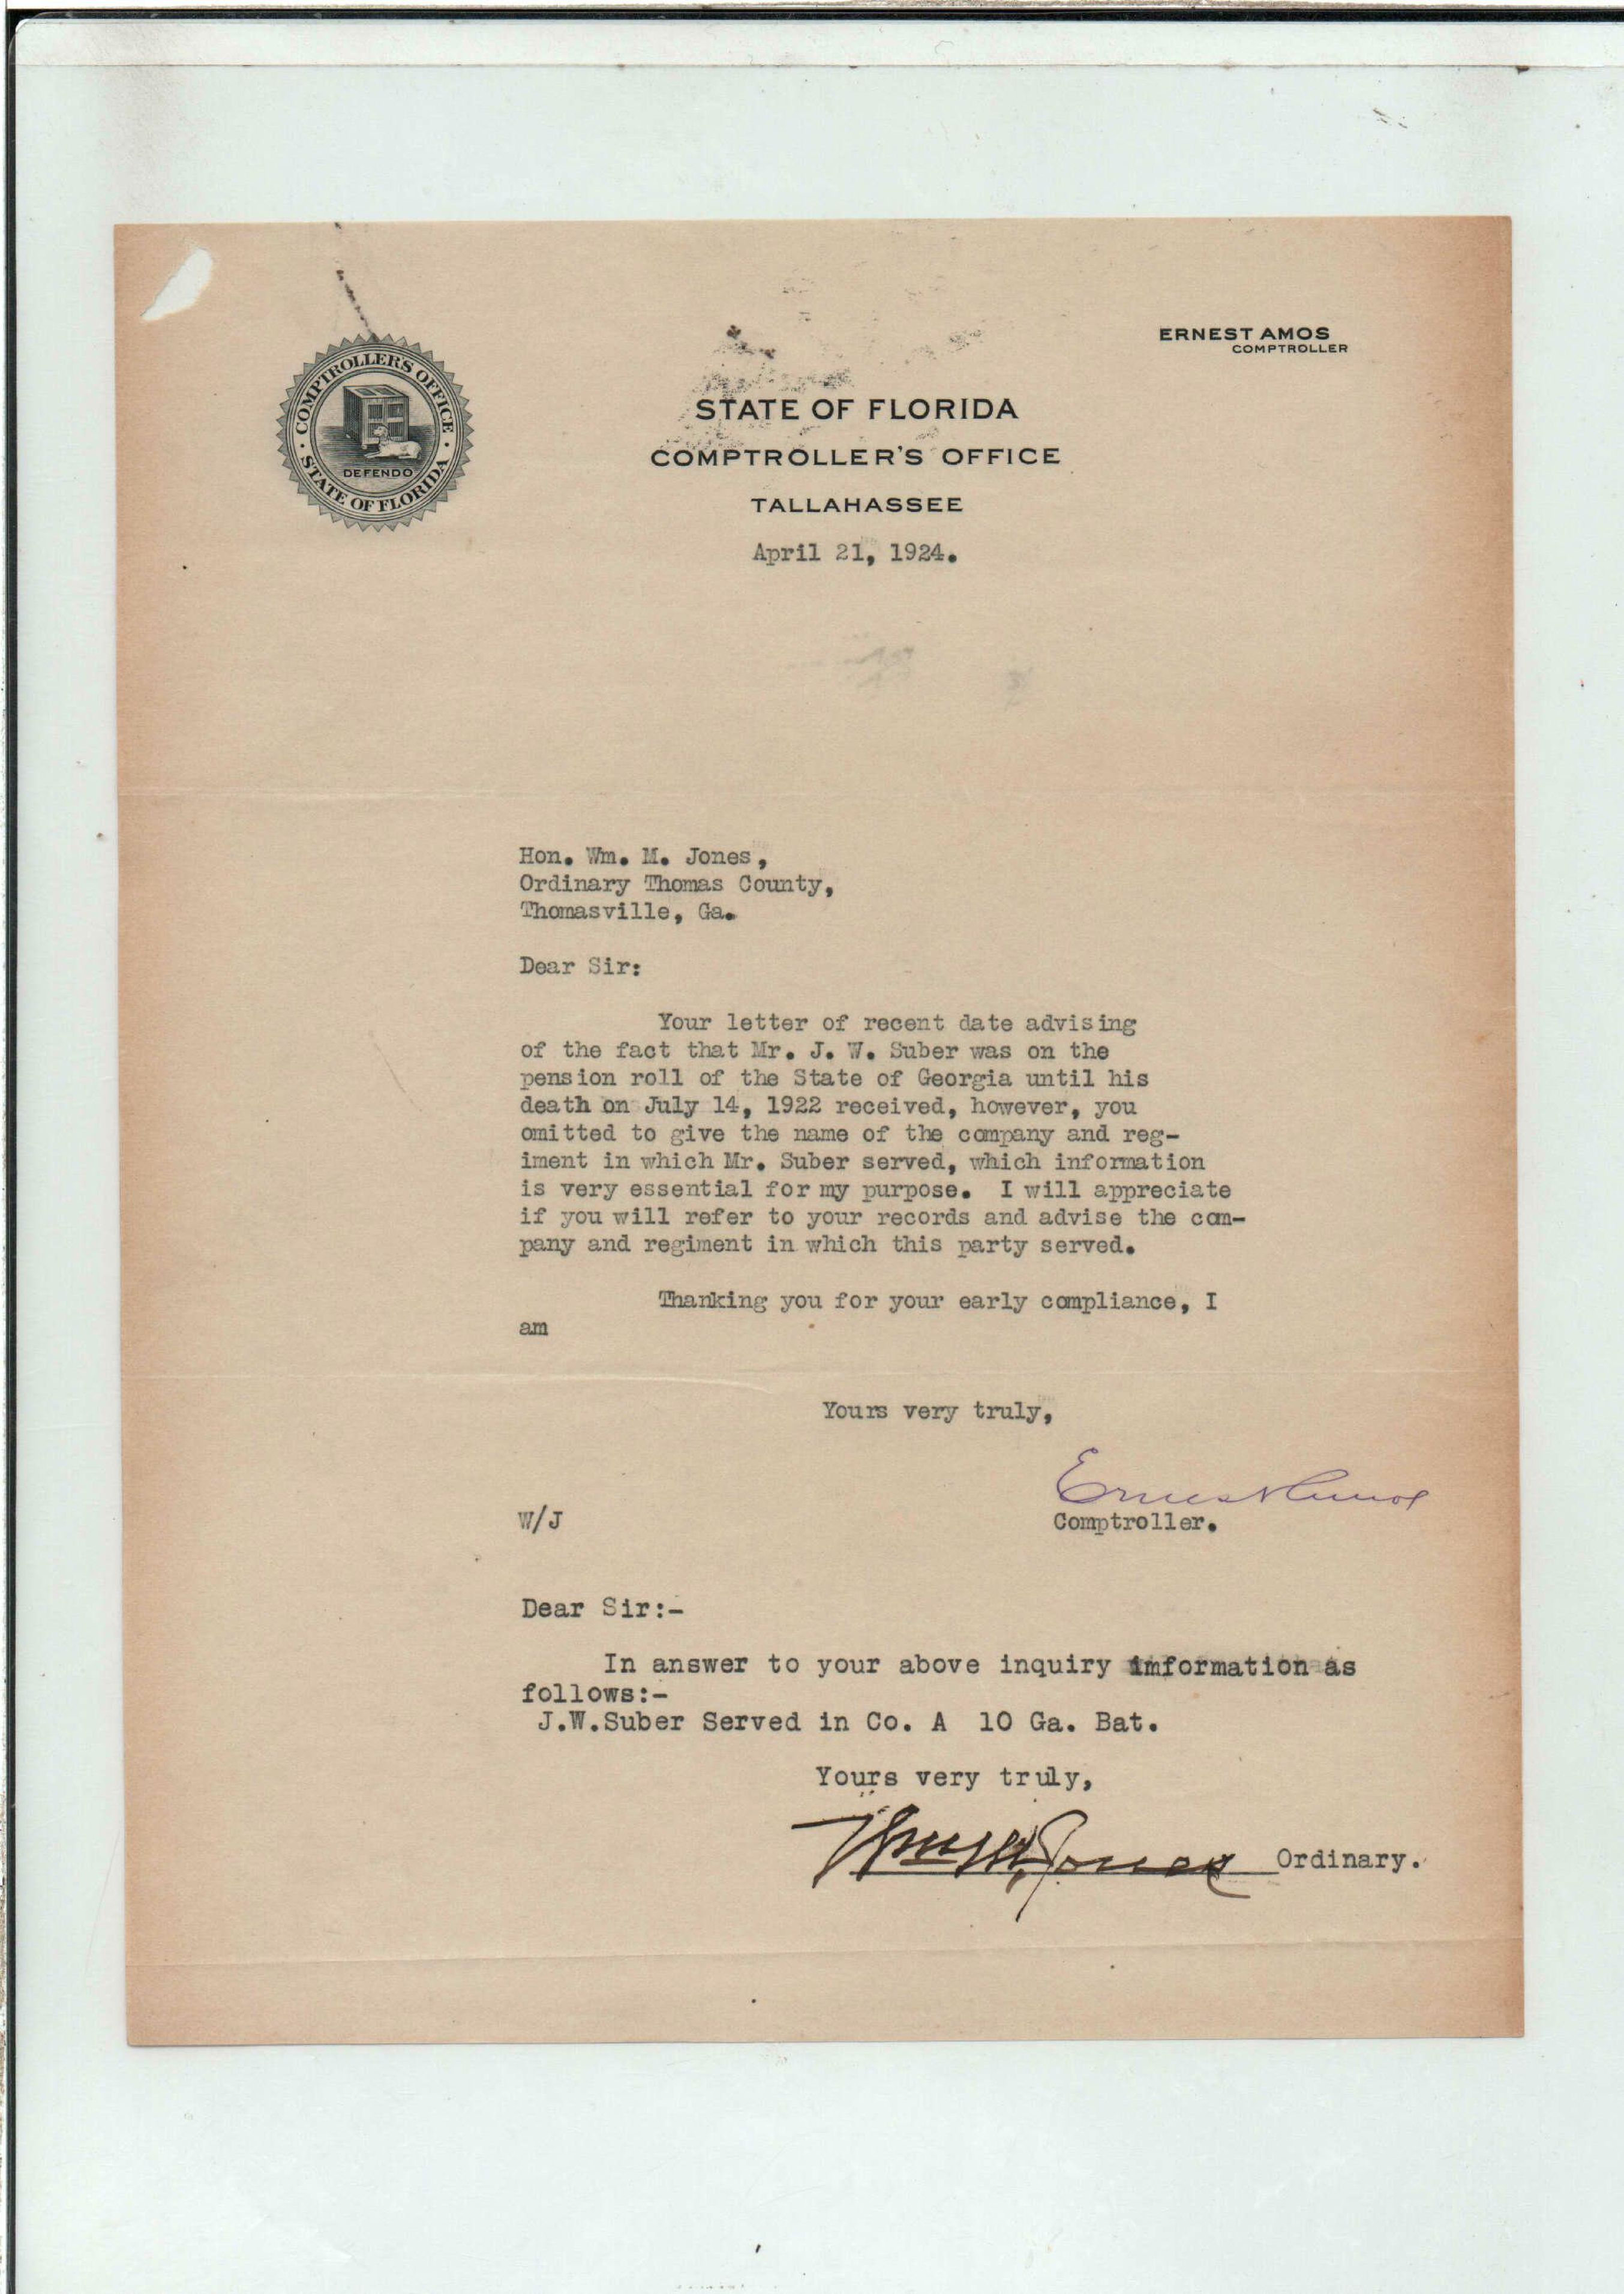 ERNEST AMOS
COMPTROLLER
COMPTROLLER'S OFFICE
DEFENDO
STATE OF FLORIDA
STATE OF FLORIDA
COMPTROLLER'S OFFICE
TALLAHASSEE
April 21, 1924.
Hon. Wm. M. Jones,
Ordinary Thomas County,
Thomasville, Ga.
Dear Sir:
Your letter of recent date advising
of the fact that Mr. J. W. Suber was on the
pension roll of the State of Georgia until his
death on July 14, 1922 received, however, you
omitted to give the name of the company and reg-
iment in which Mr. Suber served, which information
is very essential for my purpose. I will appreciate
if you will refer to your records and advise the com-
pany and regiment in which this party served.
Thanking you for your early compliance, I
am
Yours very truly,
Ernest Amos
W/J
Comptroller.
Dear Sir:-
In answer to your above inquiry imformation as
follows:-
J.W.Suber Served in Co. A 10 Ga. Bat.
Yours very truly,
Wm. M. Jones Ordinary.